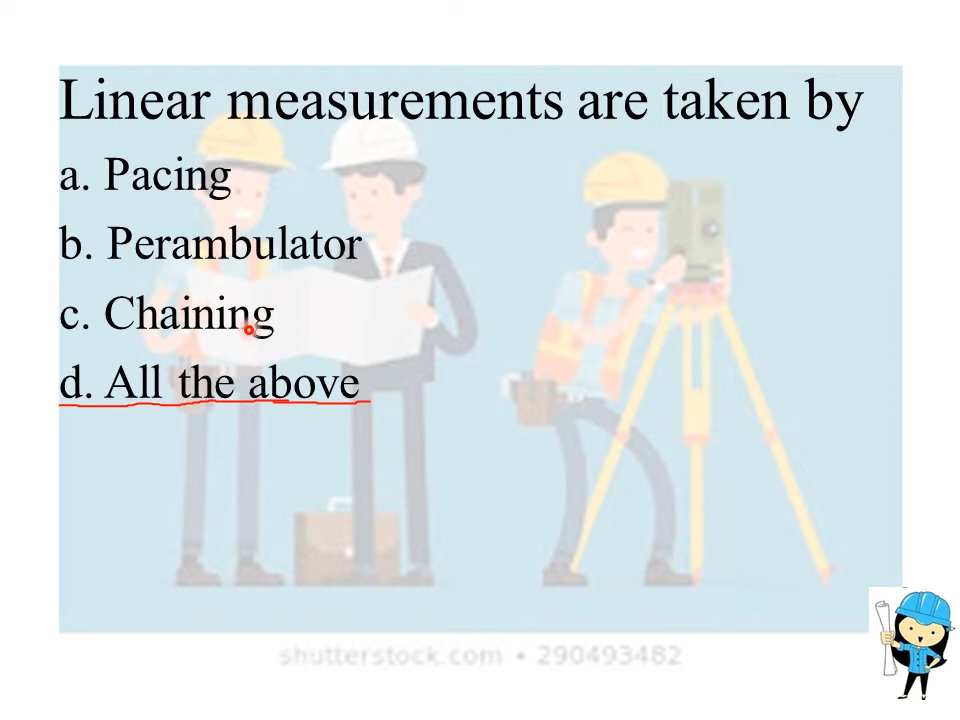 Linear measurements are taken by
a. Pacing
b. Perambulator
c. Chaining
d. All the above
shutterstock.com • 290493482